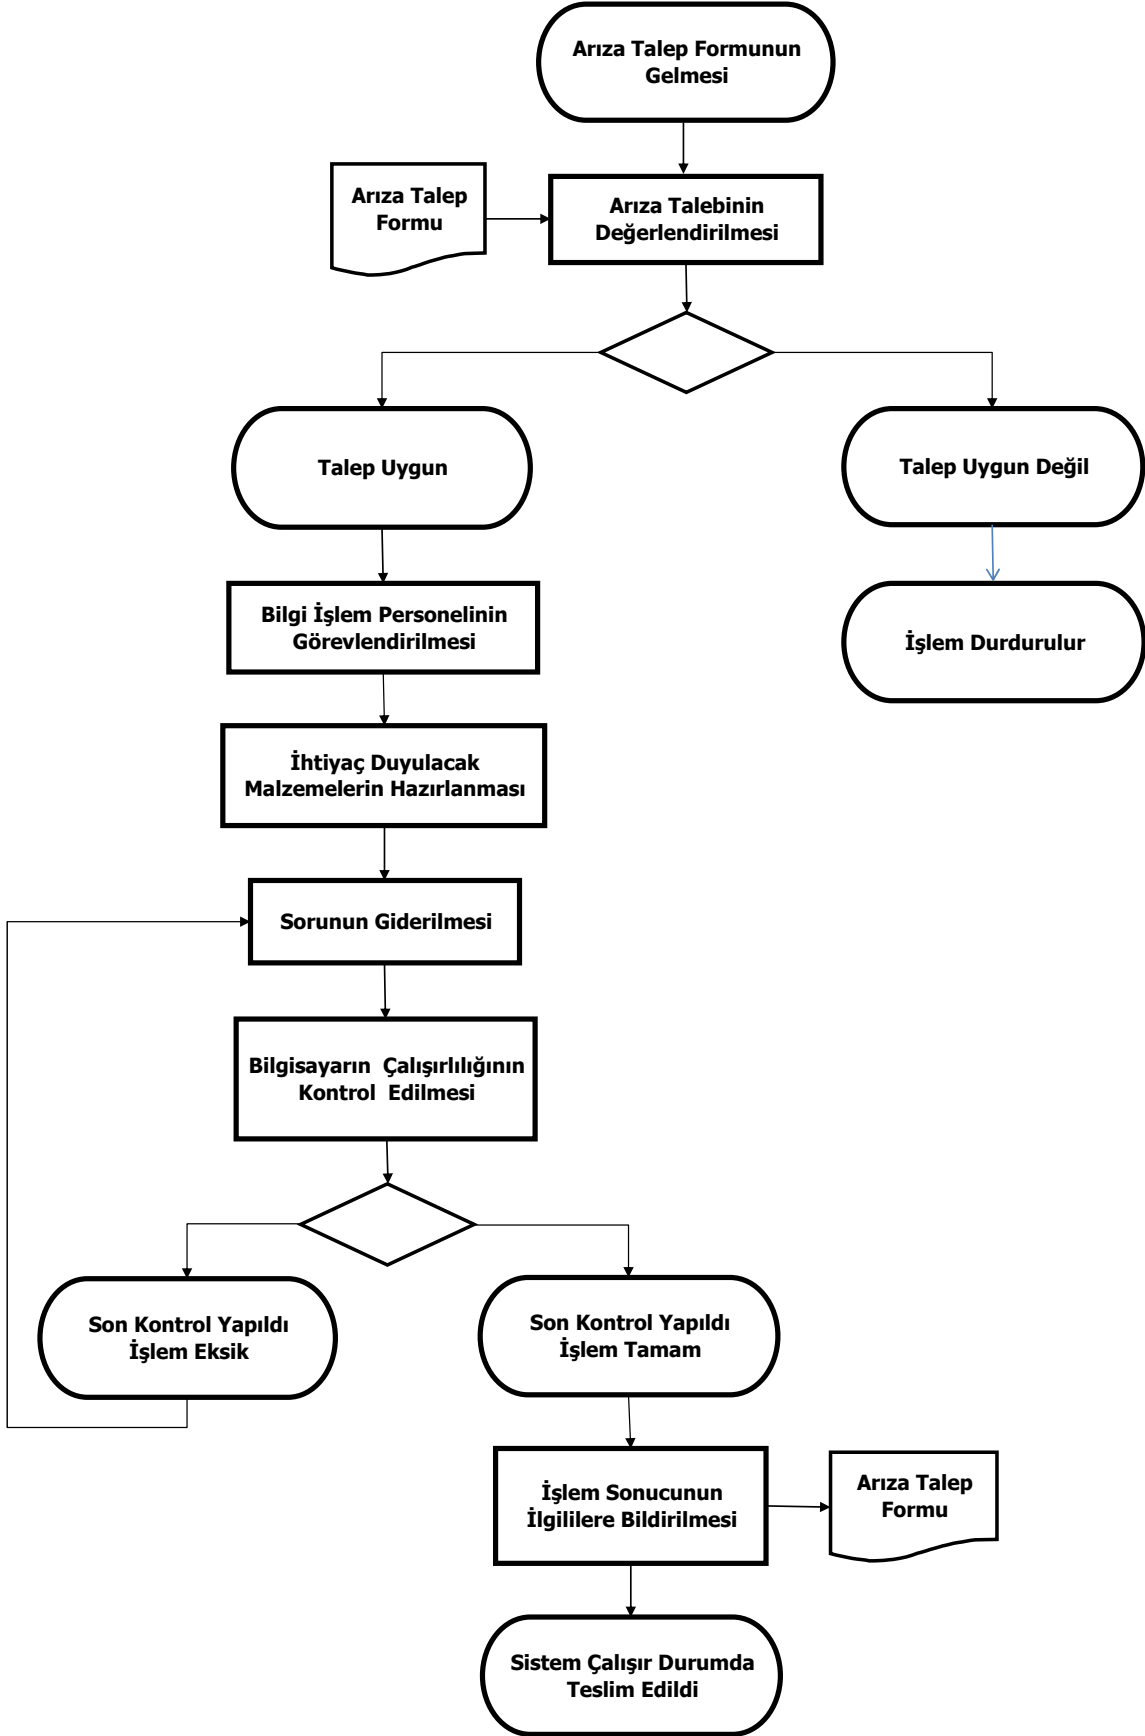 Arıza Talep Formunun
Gelmesi
Arıza Talep
Formu
Arıza Talebinin
Değerlendirilmesi
Talep Uygun
Talep Uygun Değil
Bilgi İşlem Personelinin
Görevlendirilmesi
İşlem Durdurulur
İhtiyaç Duyulacak
Malzemelerin Hazırlanması
Sorunun Giderilmesi
Bilgisayarın Çalışırlılığının
Kontrol Edilmesi
Son Kontrol Yapıldı
İşlem Eksik
Son Kontrol Yapıldı
İşlem Tamam
İşlem Sonucunun
İlgililere Bildirilmesi
Arıza Talep
Formu
Sistem Çalışır Durumda
Teslim Edildi